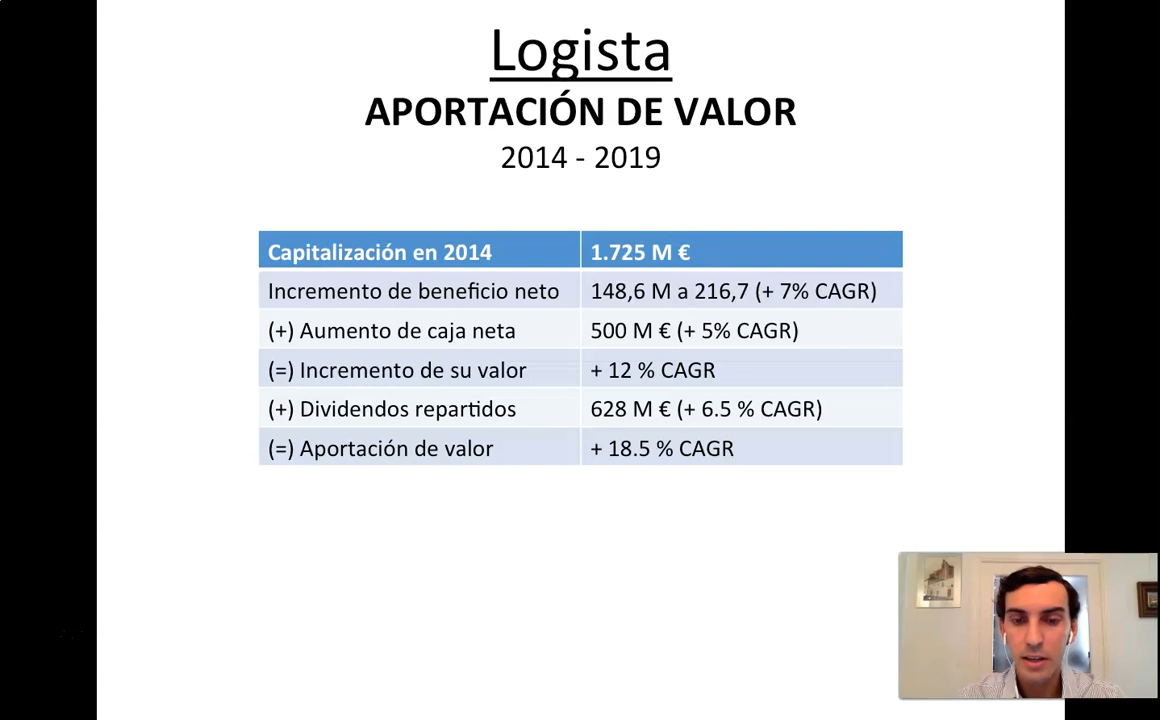 Logista
APORTACIÓN DE VALOR
2014 - 2019
Capitalización en 2014 1.725 M €
Incremento de beneficio neto 148,6 M a 216,7 (+ 7% CAGR)
(+) Aumento de caja neta 500 M € (+ 5% CAGR)
(=) Incremento de su valor + 12 % CAGR
(+) Dividendos repartidos 628 M € (+ 6.5 % CAGR)
(=) Aportación de valor + 18.5 % CAGR